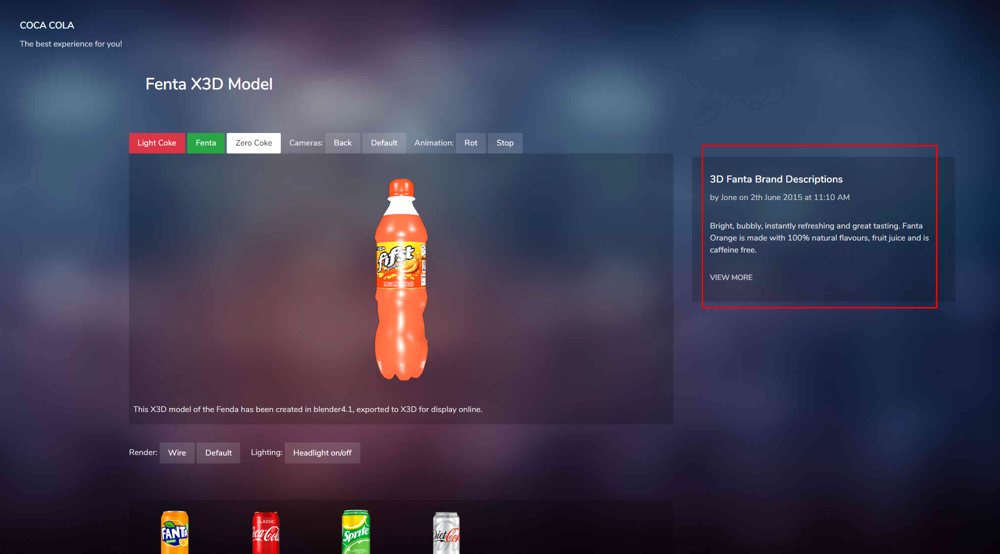 COCA COLA
The best experience for you!
Fenta X3D Model
Light Coke Fenta Zero Coke Cameras: Back Default Animation: Rot Stop
3D Fanta Brand Descriptions
by Jone on 2th June 2015 at 11:10 AM
Bright, bubbly, instantly refreshing and great tasting. Fanta
Orange is made with 100% natural flavours, fruit juice and is
caffeine free.
VIEW MORE
fifst
This X3D model of the Fenda has been created in blender4.1, exported to X3D for display online.
Render: Wire Default Lighting: Headlight on/off
FANTA
Orange
CLASSIC
Coca-Col
Sprite
Diet Cok